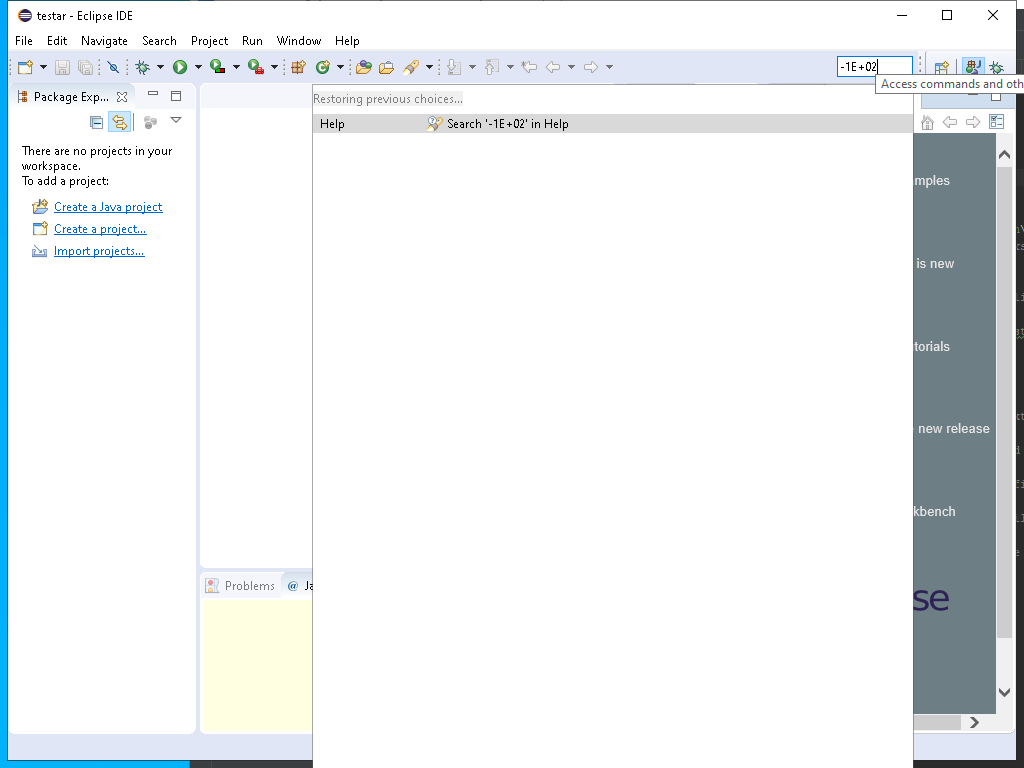 testar - Eclipse IDE
File Edit Navigate Search Project Run Window Help
-1E+02
Access commands and oth
Package Exp...
Restoring previous choices...
Help Search '-1E+02' in Help
There are no projects in your
workspace.
To add a project:
Create a Java project
Create a project...
Import projects...
mples
is new
torials
new release
kbench
se
Problems @ Ja